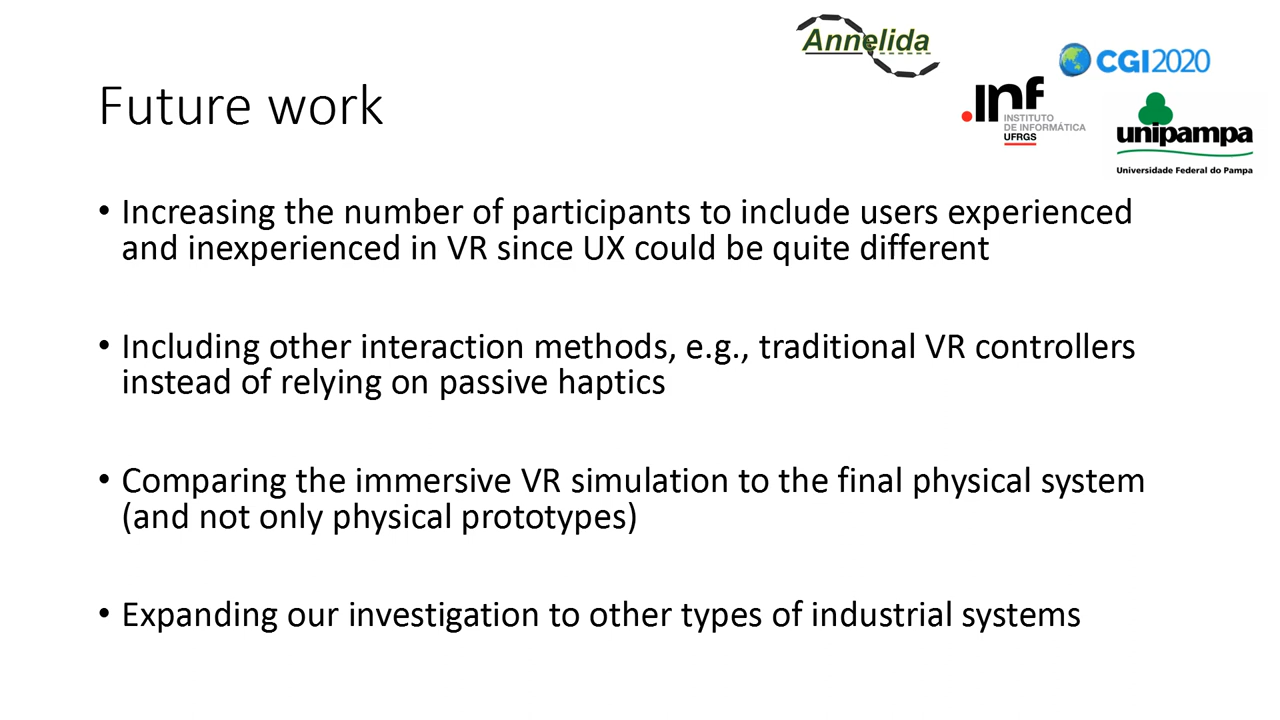 Annelida
CGI2020
Future work
.inf
INSTITUTO
DE INFORMÁTICA
UFRGS
unipampa
Universidade Federal do Pampa
• Increasing the number of participants to include users experienced
and inexperienced in VR since UX could be quite different
• Including other interaction methods, e.g., traditional VR controllers
instead of relying on passive haptics
• Comparing the immersive VR simulation to the final physical system
(and not only physical prototypes)
• Expanding our investigation to other types of industrial systems